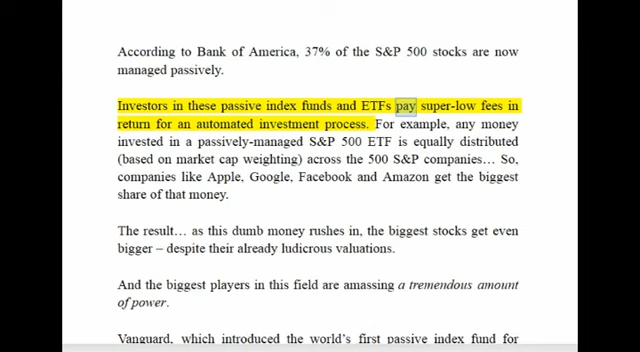 According to Bank of America, 37% of the S&P 500 stocks are now
managed passively.
Investors in these passive index funds and ETFs pay super-low fees in
return for an automated investment process. For example, any money
invested in a passively-managed S&P 500 ETF is equally distributed
(based on market cap weighting) across the 500 S&P companies… So,
companies like Apple, Google, Facebook and Amazon get the biggest
share of that money.
The result… as this dumb money rushes in, the biggest stocks get even
bigger – despite their already ludicrous valuations.
And the biggest players in this field are amassing a tremendous amount
of power.
Vanguard, which introduced the world's first passive index fund for